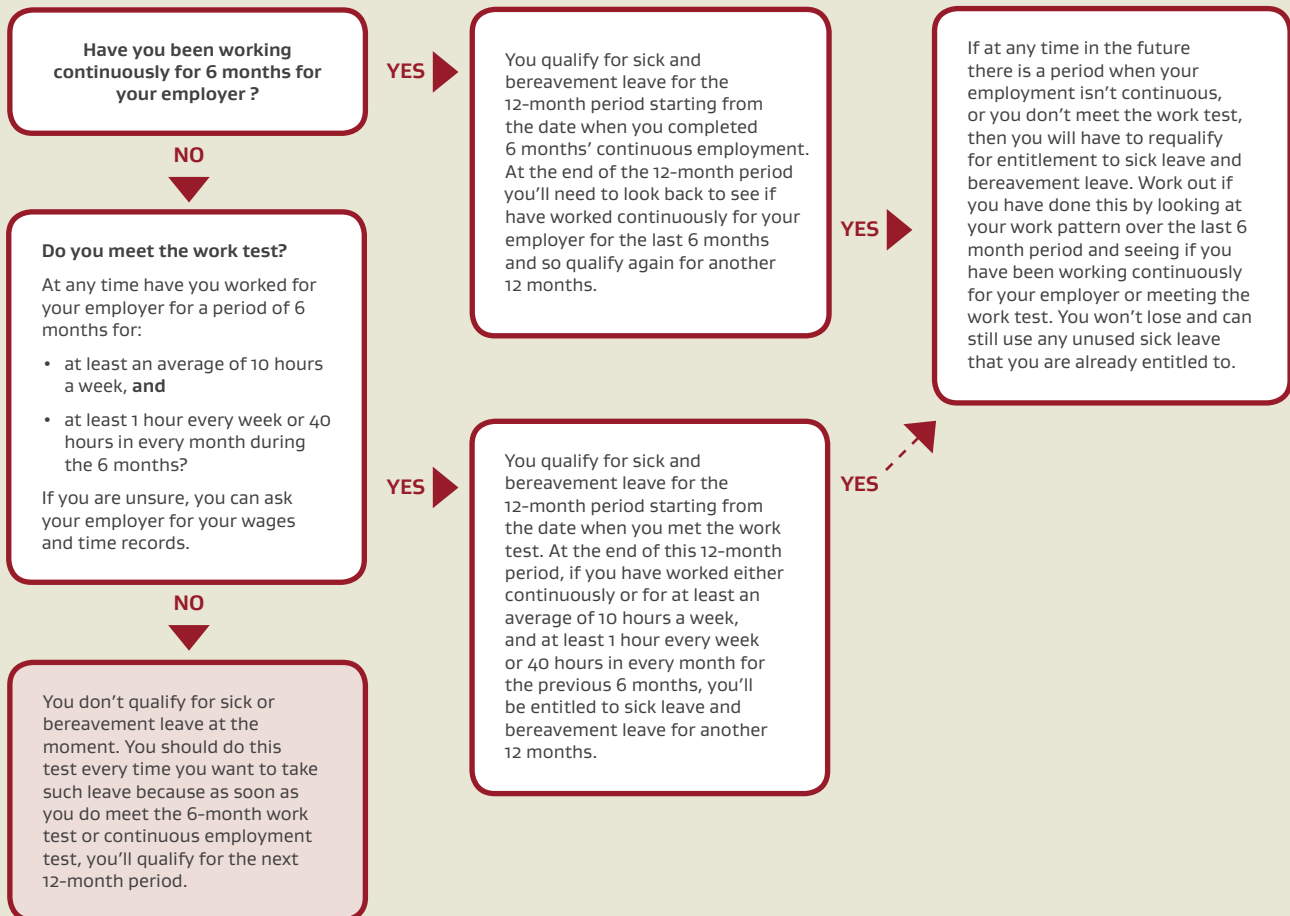 Have you been working
continuously for 6 months for
your employer ?
YES
You qualify for sick and
bereavement leave for the
12-month period starting from
the date when you completed
6 months' continuous employment.
At the end of the 12-month period
you'll need to look back to see if
have worked continuously for your
employer for the last 6 months
and so qualify again for another
12 months.
YES
If at any time in the future
there is a period when your
employment isn't continuous,
or you don't meet the work test,
then you will have to requalify
for entitlement to sick leave and
bereavement leave. Work out if
you have done this by looking at
your work pattern over the last 6
month period and seeing if you
have been working continuously
for your employer or meeting the
work test. You won't lose and can
still use any unused sick leave
that you are already entitled to.
NO
Do you meet the work test?
At any time have you worked for
your employer for a period of 6
months for:
• at least an average of 10 hours
a week, and
• at least 1 hour every week or 40
hours in every month during
the 6 months?
If you are unsure, you can ask
your employer for your wages
and time records.
YES
You qualify for sick and
bereavement leave for the
12-month period starting from
the date when you met the work
test. At the end of this 12-month
period, if you have worked either
continuously or for at least an
average of 10 hours a week,
and at least 1 hour every week
or 40 hours in every month for
the previous 6 months, you'll
be entitled to sick leave and
bereavement leave for another
12 months.
YES
NO
You don't qualify for sick or
bereavement leave at the
moment. You should do this
test every time you want to take
such leave because as soon as
you do meet the 6-month work
test or continuous employment
test, you'll qualify for the next
12-month period.